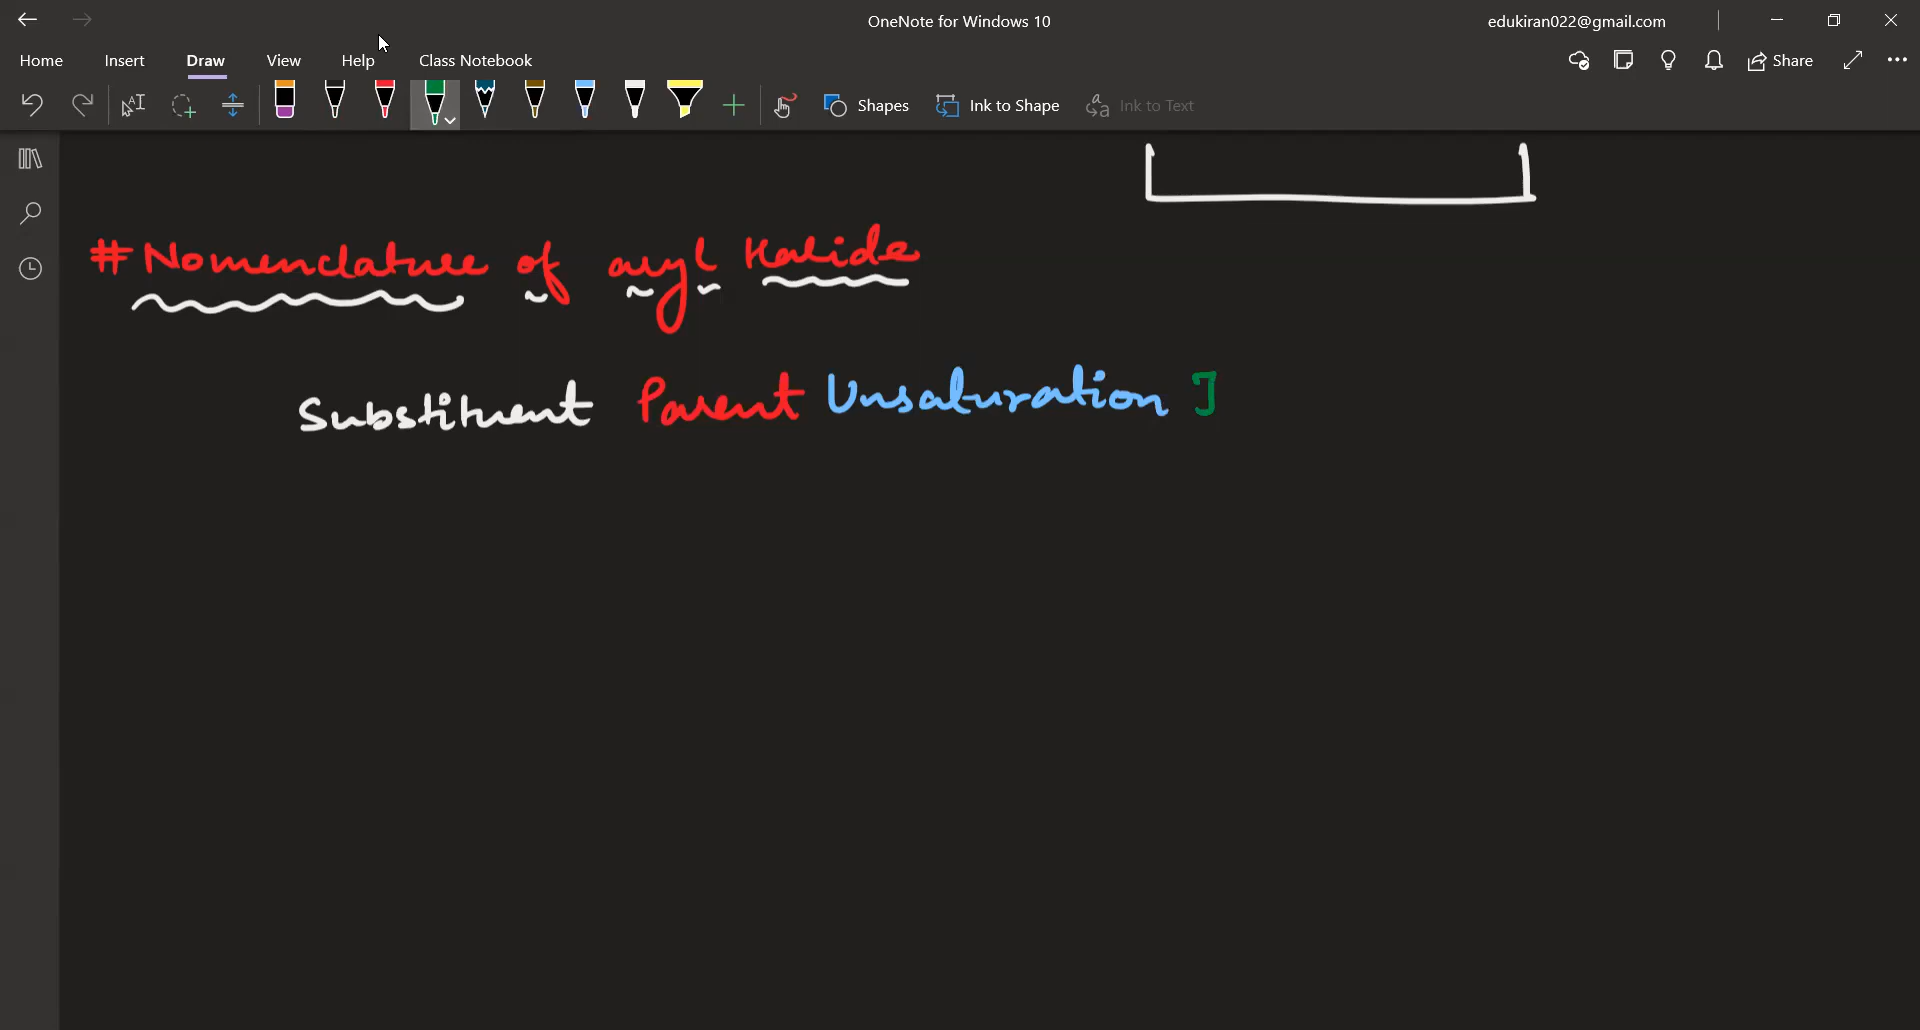 OneNote for Windows 10
edukiran022@gmail.com
Home Insert Draw View Help Class Notebook
Share
Shapes Ink to Shape Ink to Text
#Nomenclature of aryl Halide
Substituent Parent Unsaturation I